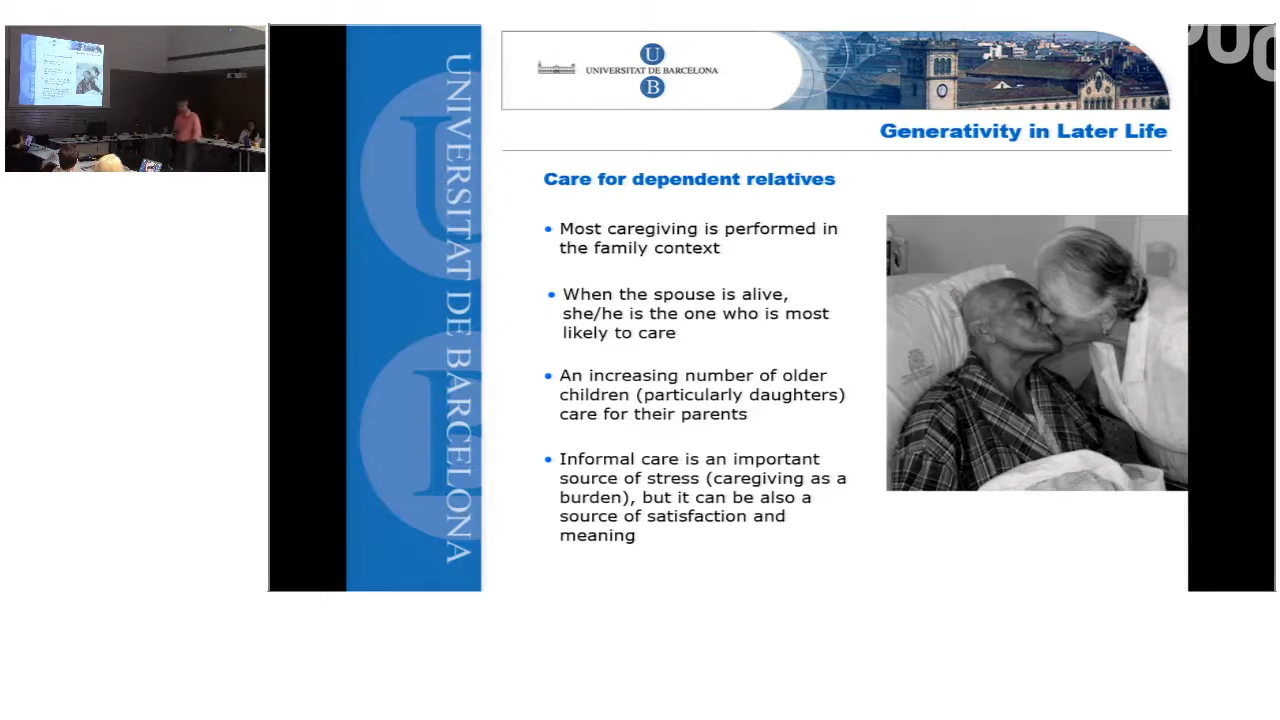 UNIVERSITAT DE BARCELONA
U
UNIVERSITAT DE BARCELONA
B
Generativity in Later Life
Care for dependent relatives
• Most caregiving is performed in
the family context
• When the spouse is alive,
she/he is the one who is most
likely to care
• An increasing number of older
children (particularly daughters)
care for their parents
• Informal care is an important
source of stress (caregiving as a
burden), but it can be also a
source of satisfaction and
meaning